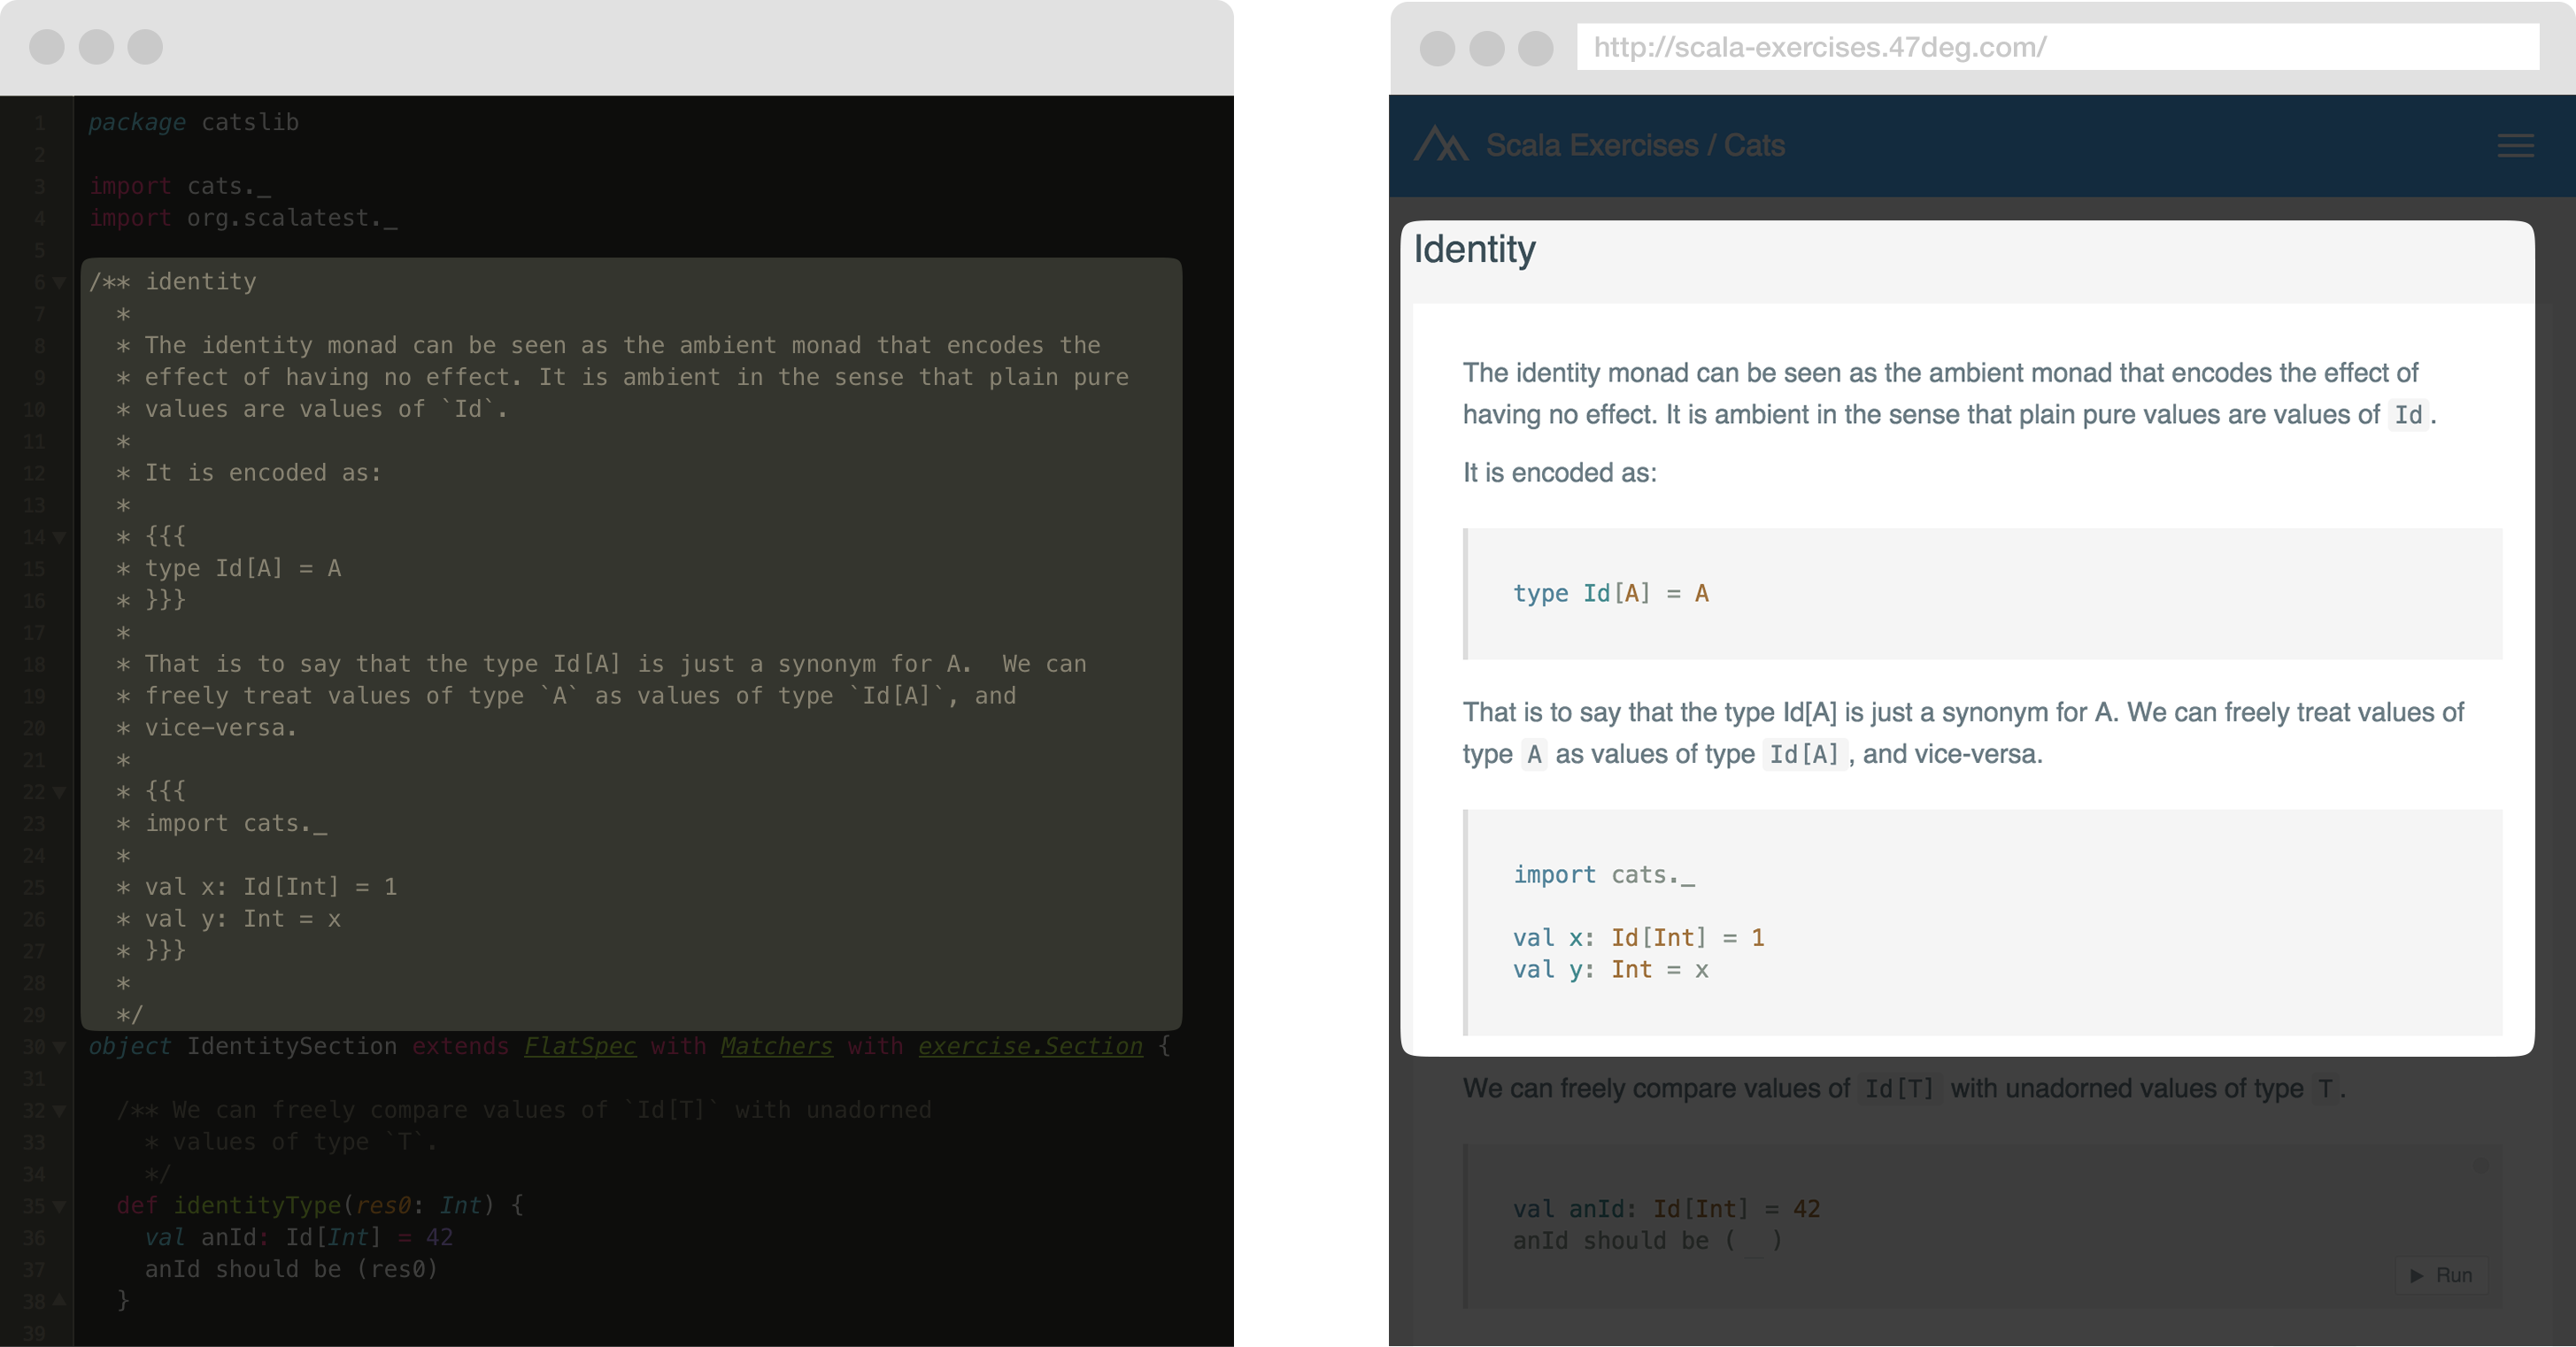 1 package catslib
2
3 import cats._
4 import org.scalatest._
5
6 /** identity
7 *
8 * The identity monad can be seen as the ambient monad that encodes the
9 * effect of having no effect. It is ambient in the sense that plain pure
10 * values are values of `Id`.
11 *
12 * It is encoded as:
13 *
14 * {{{
15 * type Id[A] = A
16 * }}}
17 *
18 * That is to say that the type Id[A] is just a synonym for A.  We can
19 * freely treat values of type `A` as values of type `Id[A]`, and
20 * vice-versa.
21 *
22 * {{{
23 * import cats._
24 *
25 * val x: Id[Int] = 1
26 * val y: Int = x
27 * }}}
28 *
29 */
30 object IdentitySection extends FlatSpec with Matchers with exercise.Section {
31
32 /** We can freely compare values of `Id[T]` with unadorned
33 * values of type `T`.
34 */
35 def identityType(res0: Int) {
36 val anId: Id[Int] = 42
37 anId should be (res0)
38 }
39
http://scala-exercises.47deg.com/
Scala Exercises / Cats
Identity
The identity monad can be seen as the ambient monad that encodes the effect of
having no effect. It is ambient in the sense that plain pure values are values of Id.
It is encoded as:
type Id[A] = A
That is to say that the type Id[A] is just a synonym for A. We can freely treat values of
type A as values of type Id[A], and vice-versa.
import cats._
val x: Id[Int] = 1
val y: Int = x
We can freely compare values of Id[T] with unadorned values of type T.
val anId: Id[Int] = 42
anId should be ( __ )
Run